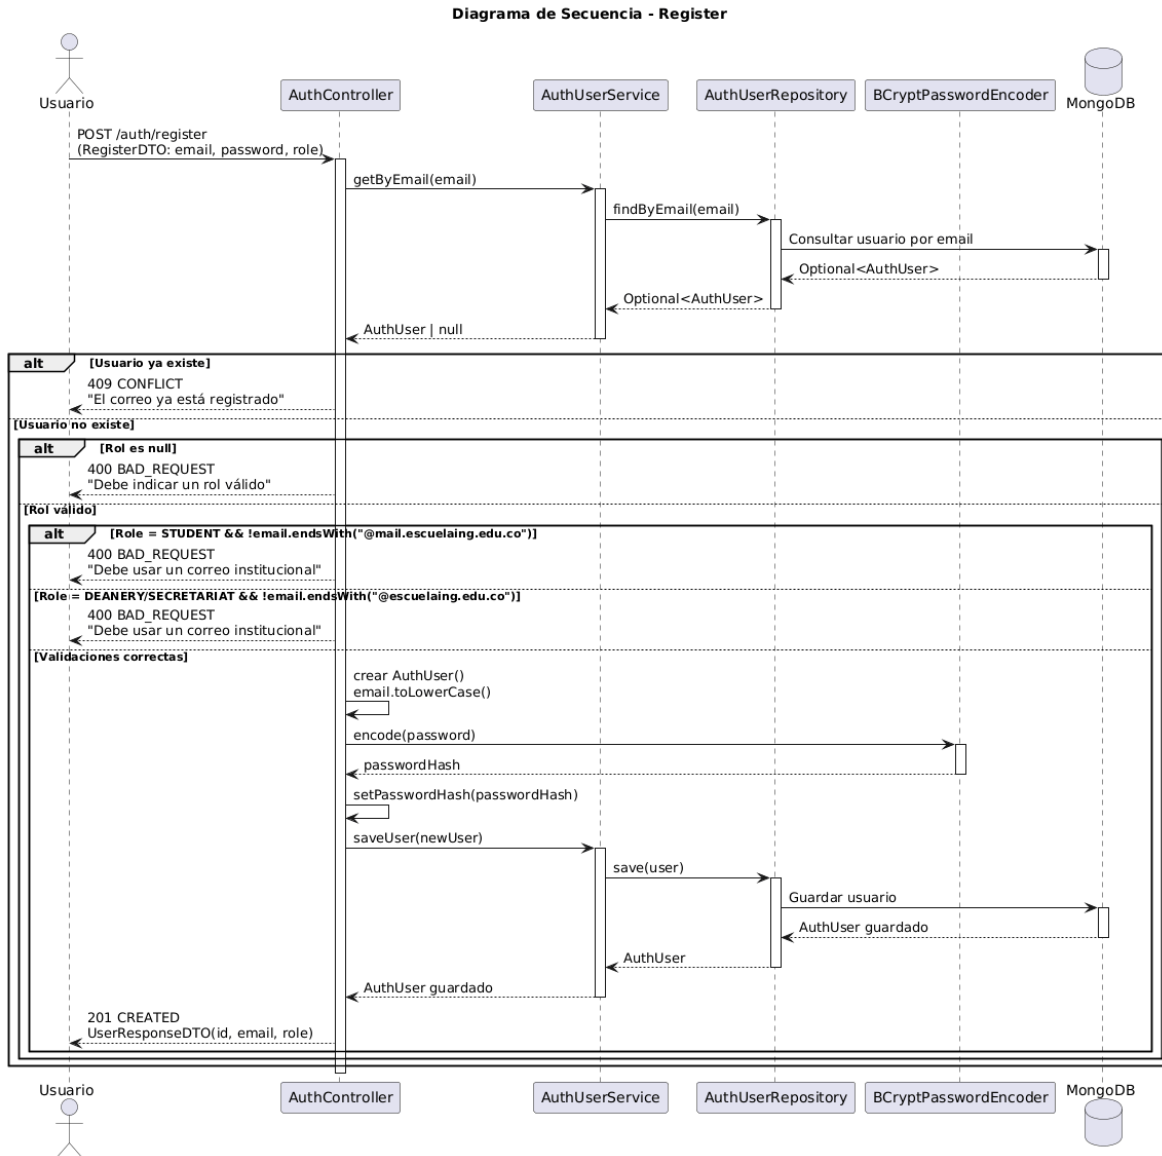 Diagrama de Secuencia - Register
Usuario
AuthController
AuthUserService
AuthUserRepository
BCryptPasswordEncoder
MongoDB
POST /auth/register
(RegisterDTO: email, password, role)
getByEmail(email)
findByEmail(email)
Consultar usuario por email
Optional<AuthUser>
Optional<AuthUser>
AuthUser | null
alt [Usuario ya existe]
409 CONFLICT
"El correo ya está registrado"
[Usuario no existe]
alt [Rol es null]
400 BAD_REQUEST
"Debe indicar un rol válido"
[Rol válido]
alt [Role = STUDENT && !email.endsWith("@mail.escuelaing.edu.co")]
400 BAD_REQUEST
"Debe usar un correo institucional"
[Role = DEANERY/SECRETARIAT && !email.endsWith("@escuelaing.edu.co")]
400 BAD_REQUEST
"Debe usar un correo institucional"
[Validaciones correctas]
crear AuthUser()
email.toLowerCase()
encode(password)
passwordHash
setPasswordHash(passwordHash)
saveUser(newUser)
save(user)
Guardar usuario
AuthUser guardado
AuthUser
AuthUser guardado
201 CREATED
UserResponseDTO(id, email, role)
Usuario
AuthController
AuthUserService
AuthUserRepository
BCryptPasswordEncoder
MongoDB